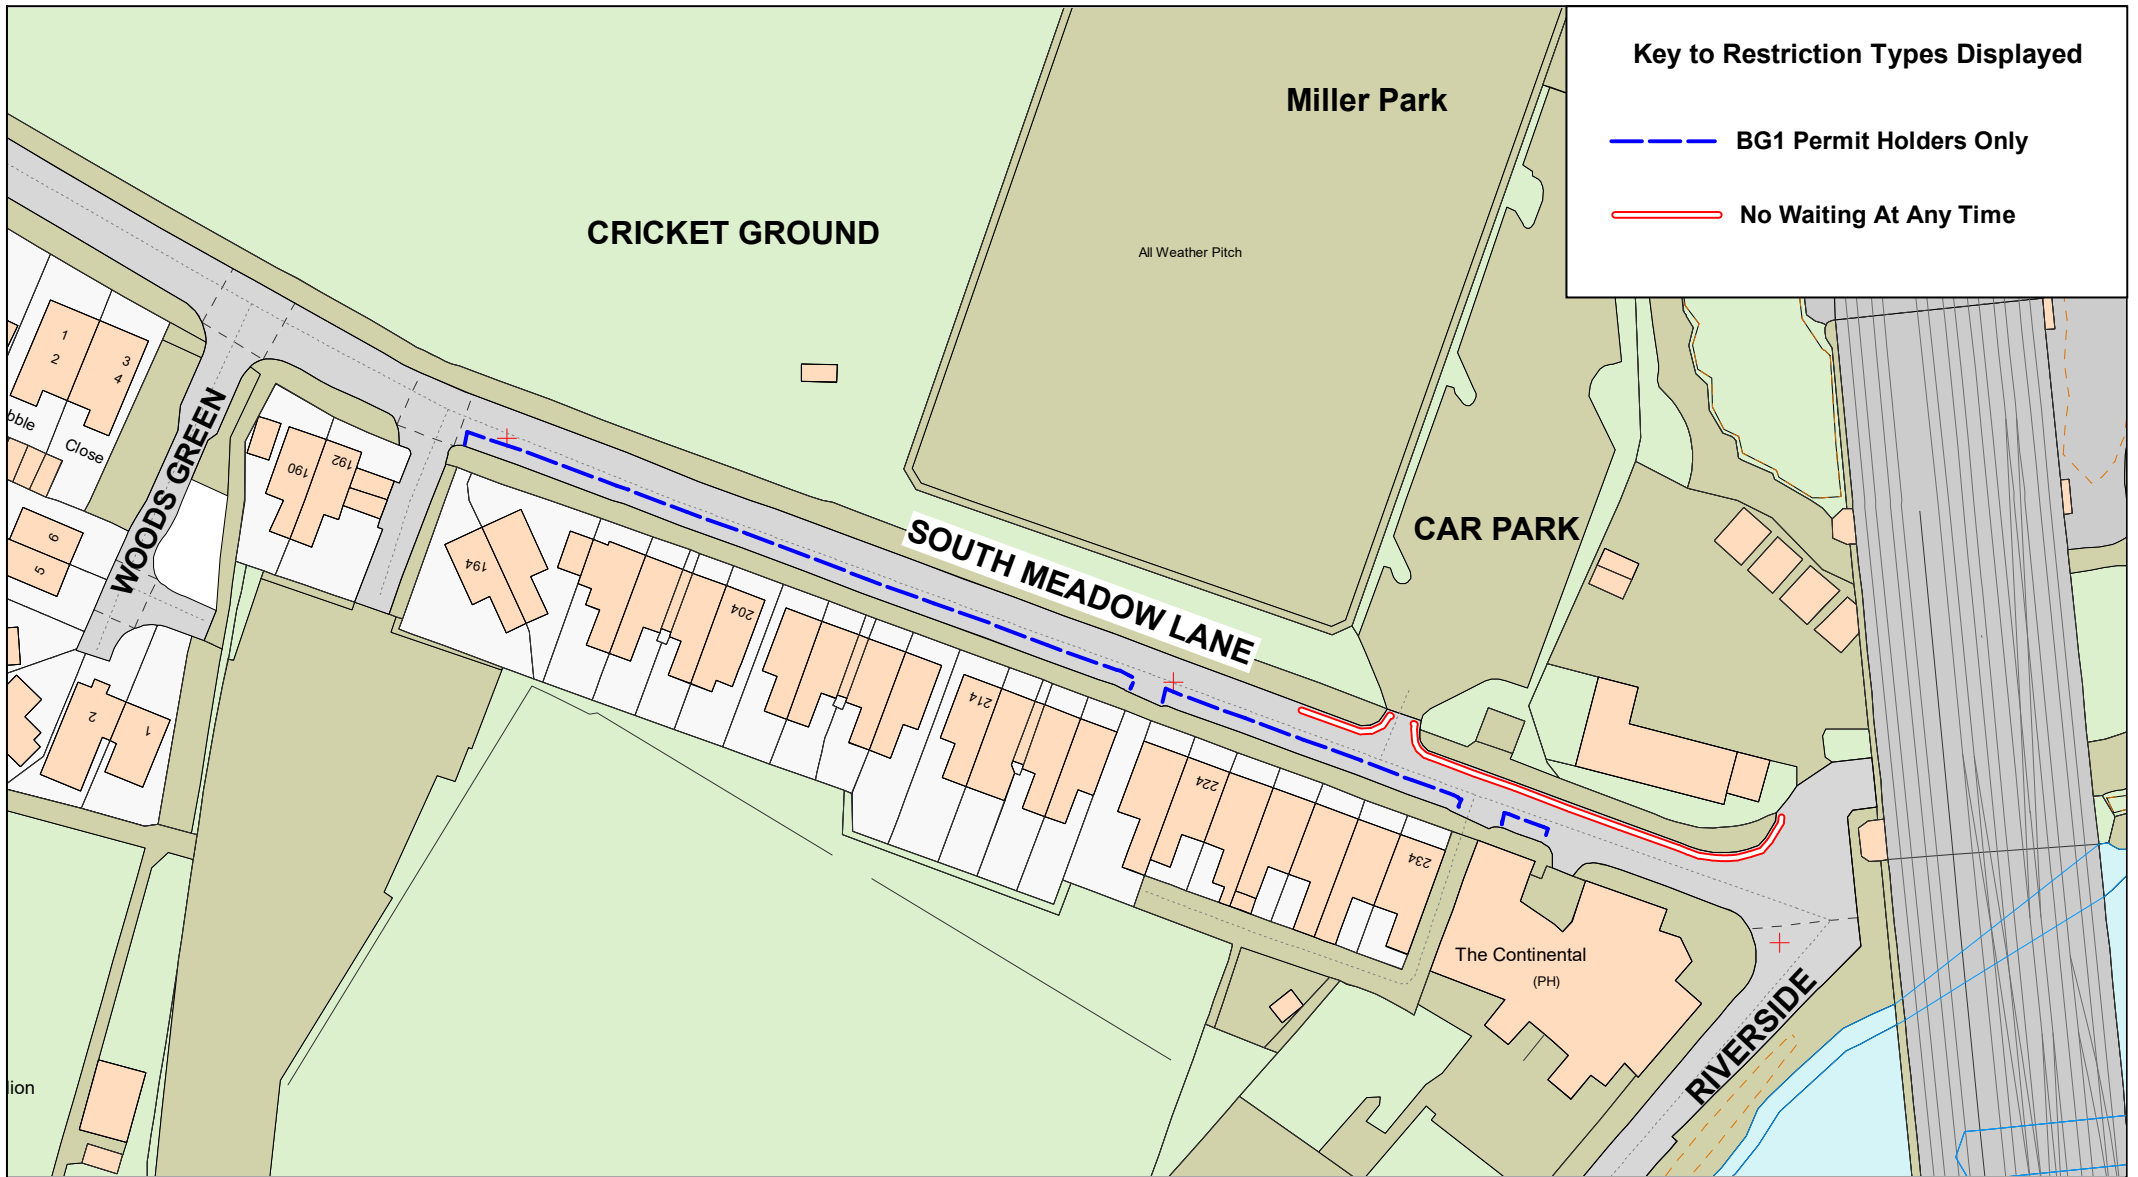 Key to Restriction Types Displayed
BG1 Permit Holders Only
No Waiting At Any Time
Miller Park
CRICKET GROUND
All Weather Pitch
1
2
3
4
Close
WOODS GREEN
190
192
CAR PARK
SOUTH MEADOW LANE
6
5
194
204
214
2
1
224
234
The Continental
(PH)
RIVERSIDE